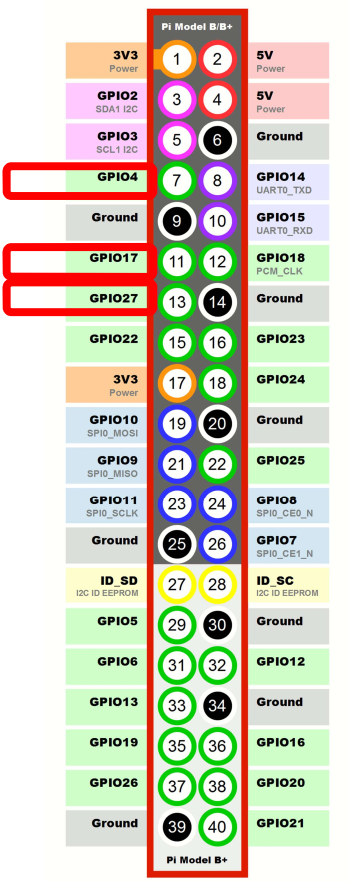 Pi Model B/B+
3V3 1 2 5V
Power Power
GPIO2 3 4 5V
SDA1 I2C Power
GPIO3 5 6 Ground
SCL1 I2C
GPIO4 7 8 GPIO14
UART0_TXD
Ground 9 10 GPIO15
UART0_RXD
GPIO17 11 12 GPIO18
PCM_CLK
GPIO27 13 14 Ground
GPIO22 15 16 GPIO23
3V3 17 18 GPIO24
Power
GPIO10 19 20 Ground
SPI0_MOSI
GPIO9 21 22 GPIO25
SPI0_MISO
GPIO11 23 24 GPIO8
SPI0_SCLK SPI0_CE0_N
Ground 25 26 GPIO7
SPI0_CE1_N
ID_SD 27 28 ID_SC
I2C ID EEPROM I2C ID EEPROM
GPIO5 29 30 Ground
GPIO6 31 32 GPIO12
GPIO13 33 34 Ground
GPIO19 35 36 GPIO16
GPIO26 37 38 GPIO20
Ground 39 40 GPIO21
Pi Model B+